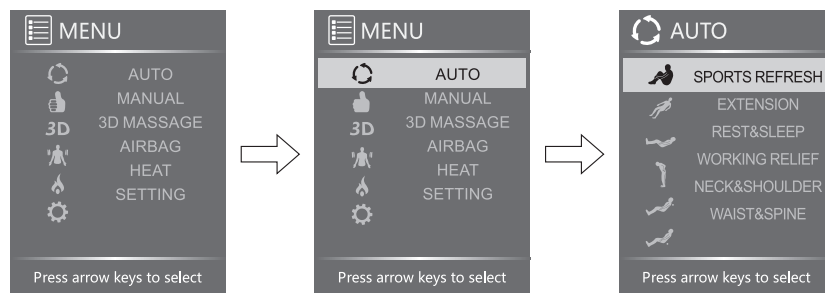 MENU
AUTO
MANUAL
3D 3D MASSAGE
AIRBAG
HEAT
SETTING
Press arrow keys to select
MENU
AUTO
MANUAL
3D 3D MASSAGE
AIRBAG
HEAT
SETTING
Press arrow keys to select
AUTO
SPORTS REFRESH
EXTENSION
REST&SLEEP
WORKING RELIEF
NECK&SHOULDER
WAIST&SPINE
Press arrow keys to select